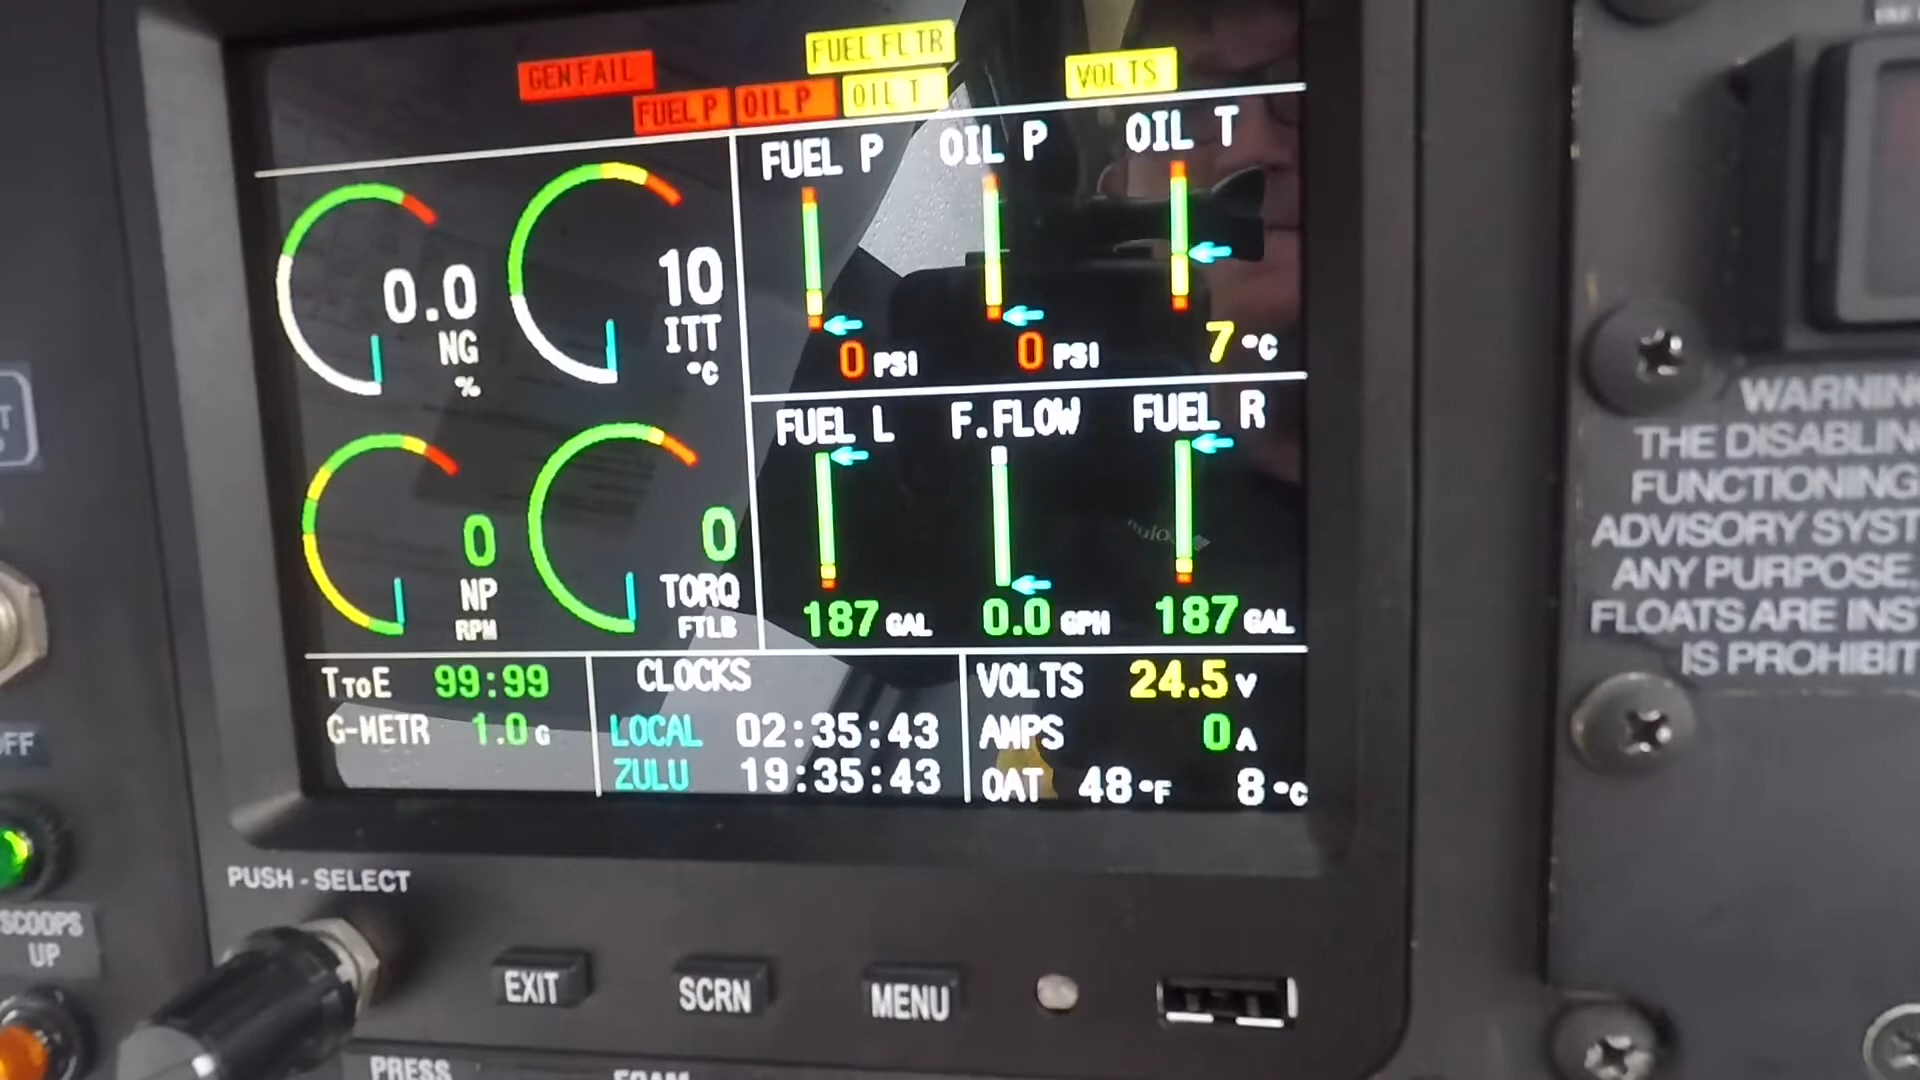 FUEL FLTR
GEN FAIL
VOLTS
FUEL P OIL P OIL T
FUEL P OIL P OIL T
0.0
NG
%
10
ITT
°C
0 PSI 0 PSI 7 °C
FUEL L F.FLOW FUEL R
0
NP
RPM
0
TORQ
FTLB
187 GAL 0.0 GPH 187 GAL
TTOE 99:99
G-METR 1.0 G
CLOCKS
LOCAL 02:35:43
ZULU 19:35:43
VOLTS 24.5 V
AMPS 0 A
OAT 48 °F 8 °C
PUSH - SELECT
EXIT SCRN MENU
SCOOPS
UP
PRESS
FOAM
WARNING
THE DISABLIN
FUNCTIONING
ADVISORY SYST
ANY PURPOSE,
FLOATS ARE INS
IS PROHIBIT